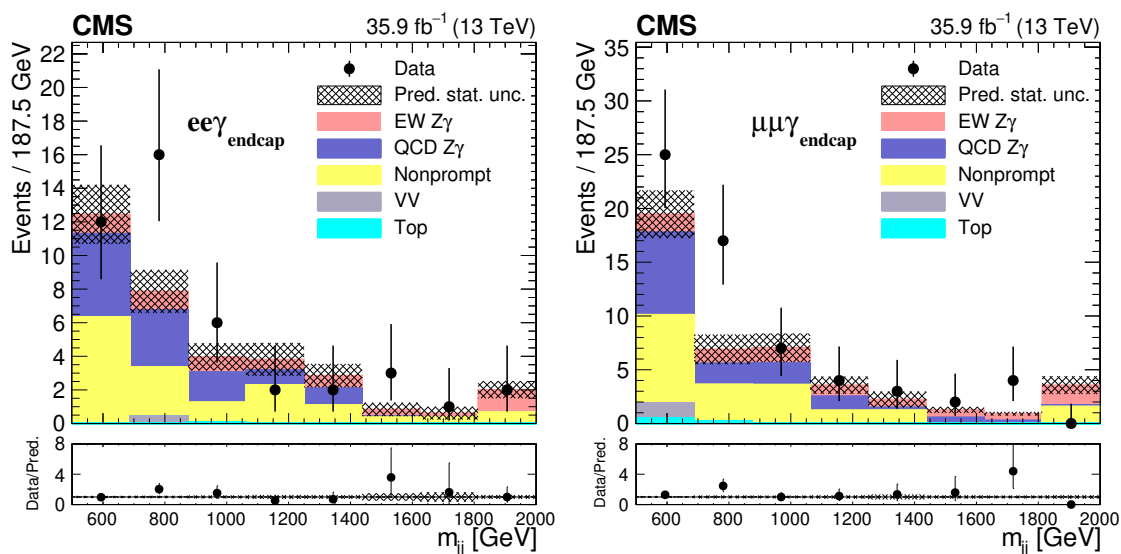 CMS 35.9 fb⁻¹ (13 TeV)
Events / 187.5 GeV
22
20
18
16
14
12
10
8
6
4
2
0
eeγ_endcap
Data
Pred. stat. unc.
EW Zγ
QCD Zγ
Nonprompt
VV
Top
Data/Pred.
8
4
0
600 800 1000 1200 1400 1600 1800 2000
m_jj [GeV]
CMS 35.9 fb⁻¹ (13 TeV)
Events / 187.5 GeV
35
30
25
20
15
10
5
0
μμγ_endcap
Data
Pred. stat. unc.
EW Zγ
QCD Zγ
Nonprompt
VV
Top
Data/Pred.
8
4
0
600 800 1000 1200 1400 1600 1800 2000
m_jj [GeV]